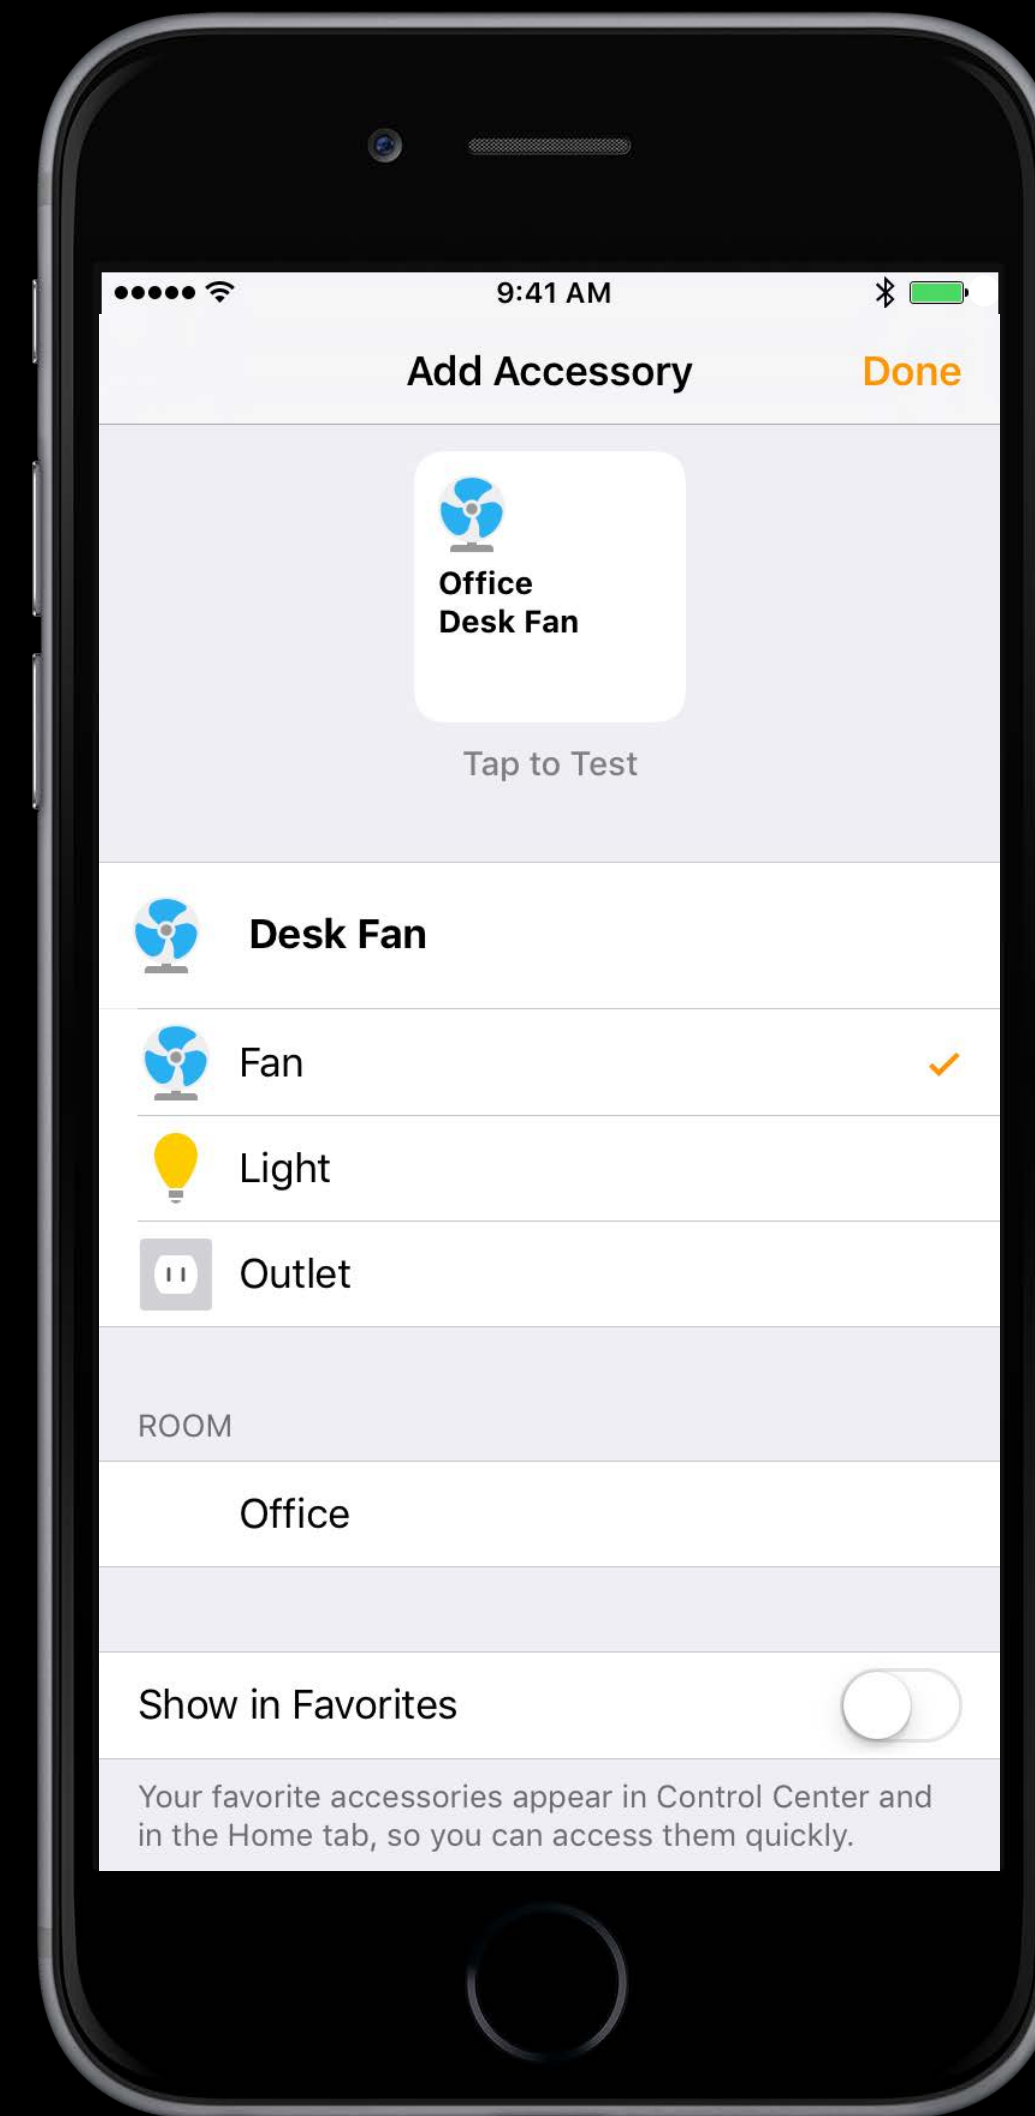 9:41 AM
Add Accessory
Done
Office
Desk Fan
Tap to Test
Desk Fan
Fan
Light
Outlet
ROOM
Office
Show in Favorites
Your favorite accessories appear in Control Center and
in the Home tab, so you can access them quickly.